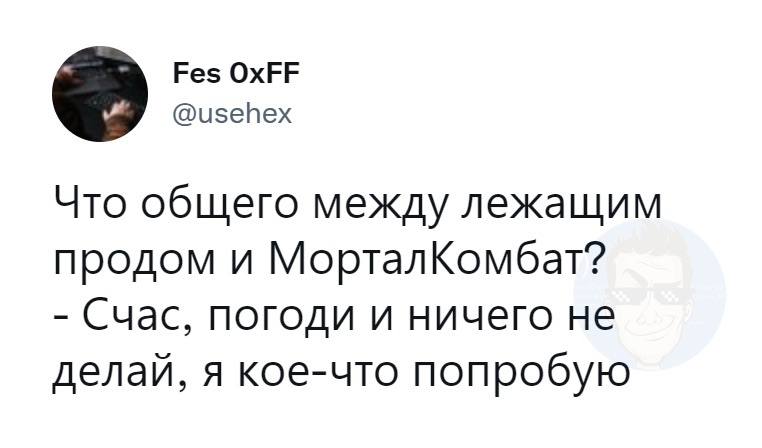 Fes 0xFF
@usehex
Что общего между лежащим
продом и МорталКомбат?
- Счас, погоди и ничего не
делай, я кое-что попробую